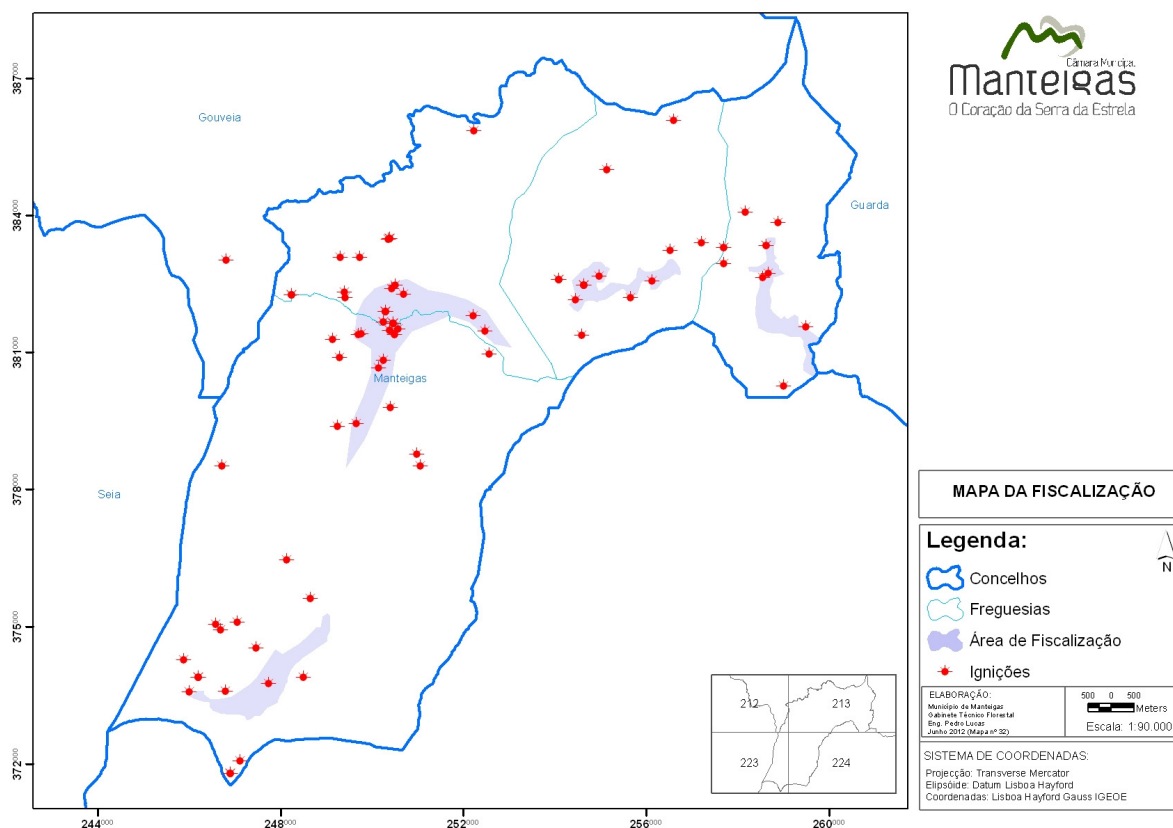 Câmara Municipal
Manteigas
O Coração da Serra da Estrela
387000
384000
381000
378000
375000
372000
Gouveia
Guarda
Manteigas
Seia
244000
248000
252000
256000
260000
212
213
223
224
MAPA DA FISCALIZAÇÃO
Legenda:
N
Concelhos
Freguesias
Área de Fiscalização
Ignições
ELABORAÇÃO:
Município de Manteigas
Gabinete Técnico Florestal
Eng. Pedro Lucas
Junho 2012 (Mapa nº 32)
500 0 500
Meters
Escala: 1:90.000
SISTEMA DE COORDENADAS:
Projecção: Transverse Mercator
Elipsóide: Datum Lisboa Hayford
Coordenadas: Lisboa Hayford Gauss IGEOE